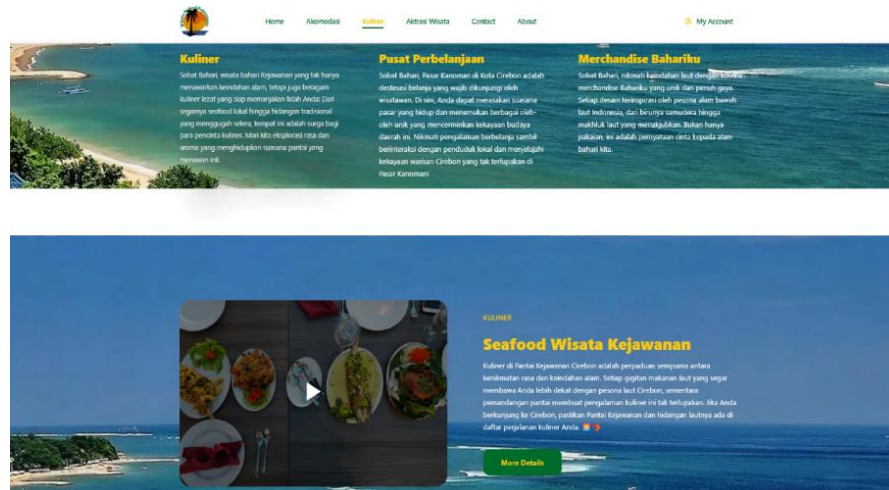 Home Akomodasi Kuliner Aktrasi Wisata Contact About My Account
Kuliner
Sobat Bahari, wisata bahari Kejawanan yang tak hanya
menawarkan keindahan alam, tetapi juga beragam
kuliner lezat yang siap memanjakan lidah Anda! Dari
segarnya seafood lokal hingga hidangan tradisional
yang menggugah selera, tempat ini adalah surga bagi
para pencinta kuliner. Mari kita eksplorasi rasa dan
aroma yang menghidupkan suasana pantai yang
menawan ini!
Pusat Perbelanjaan
Sobat Bahari, Pasar Kanoman di Kota Cirebon adalah
destinasi belanja yang wajib dikunjungi oleh
wisatawan. Di sini, Anda dapat merasakan suasana
pasar yang hidup dan menemukan berbagai oleh-
oleh unik yang mencerminkan kekayaan budaya
daerah ini. Nikmati pengalaman berbelanja sambil
berinteraksi dengan penduduk lokal dan menjelajahi
kekayaan warisan Cirebon yang tak terlupakan di
Pasar Kanoman!
Merchandise Bahariku
Sobat Bahari, nikmati keindahan laut dengan koleksi
merchandise Bahariku yang unik dan penuh gaya.
Setiap desain terinspirasi oleh pesona alam bawah
laut Indonesia, dari birunya samudera hingga
makhluk laut yang menakjubkan. Bukan hanya
pakaian, ini adalah pernyataan cinta kepada alam
bahari kita.
KULINER
Seafood Wisata Kejawanan
Kuliner di Pantai Kejawanan Cirebon adalah perpaduan sempurna antara
kenikmatan rasa dan keindahan alam. Setiap gigitan makanan laut yang segar
membawa Anda lebih dekat dengan pesona laut Cirebon, sementara
pemandangan pantai membuat pengalaman kuliner ini tak terlupakan. Jika Anda
berkunjung ke Cirebon, pastikan Pantai Kejawanan dan hidangan lautnya ada di
daftar perjalanan kuliner Anda.
More Details